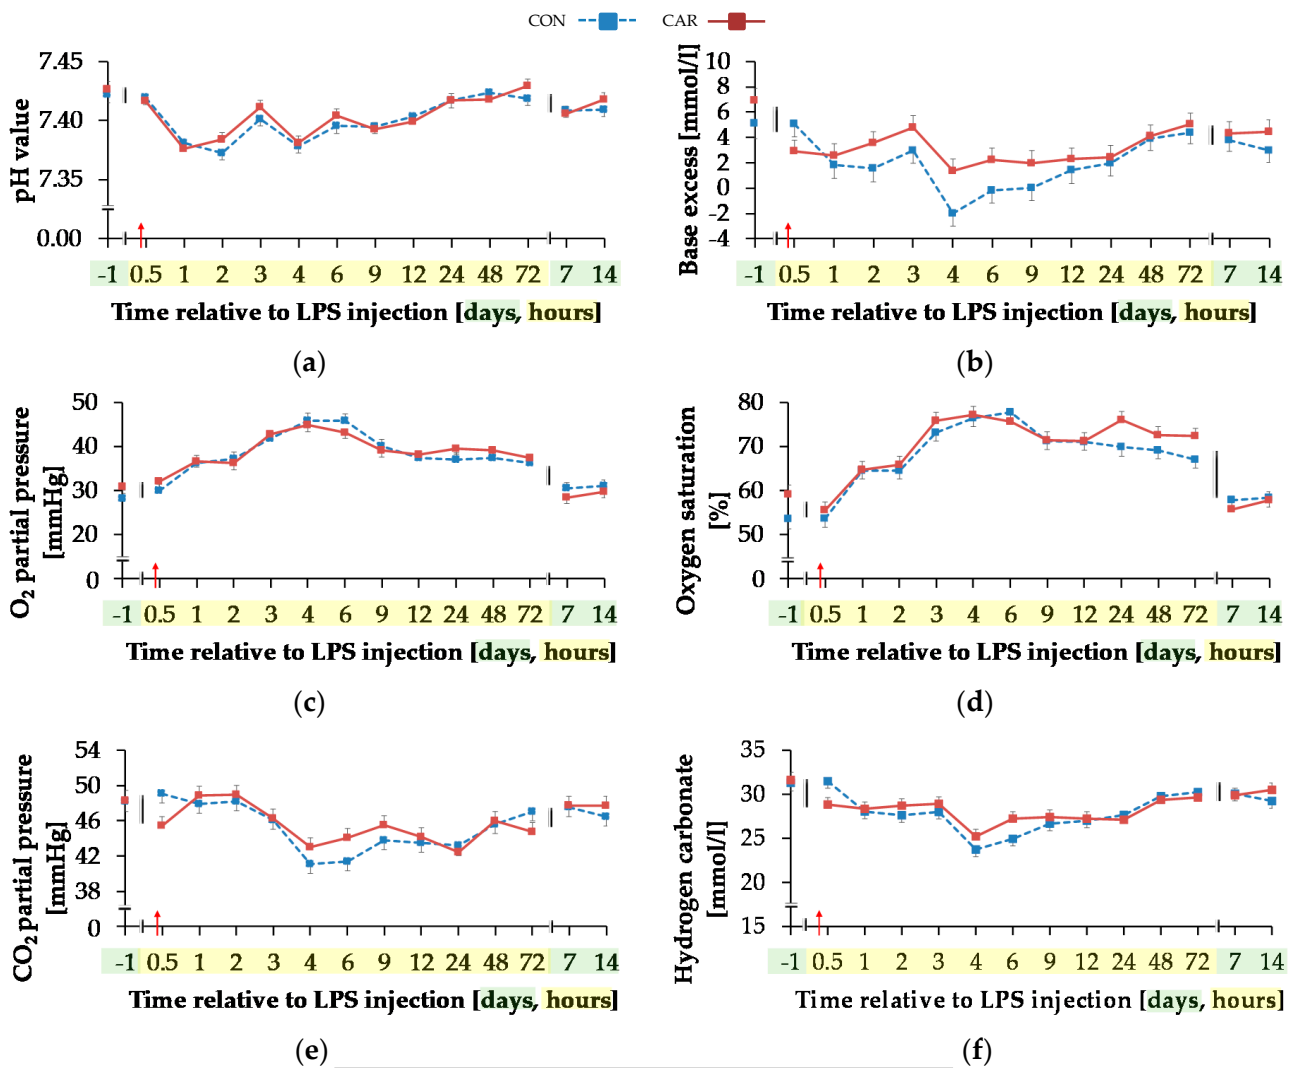 CON CAR
7.45
7.40
7.35
0.00
pH value
-1 0.5 1 2 3 4 6 9 12 24 48 72 7 14
Time relative to LPS injection [days, hours]
(a)
10
8
6
4
2
0
-2
-4
Base excess [mmol/l]
-1 0.5 1 2 3 4 6 9 12 24 48 72 7 14
Time relative to LPS injection [days, hours]
(b)
50
40
30
20
0
O2 partial pressure
[mmHg]
-1 0.5 1 2 3 4 6 9 12 24 48 72 7 14
Time relative to LPS injection [days, hours]
(c)
80
70
60
50
0
Oxygen saturation
[%]
-1 0.5 1 2 3 4 6 9 12 24 48 72 7 14
Time relative to LPS injection [days, hours]
(d)
54
50
46
42
38
0
CO2 partial pressure
[mmHg]
-1 0.5 1 2 3 4 6 9 12 24 48 72 7 14
Time relative to LPS injection [days, hours]
(e)
35
30
25
20
15
Hydrogen carbonate
[mmol/l]
-1 0.5 1 2 3 4 6 9 12 24 48 72 7 14
Time relative to LPS injection [days, hours]
(f)